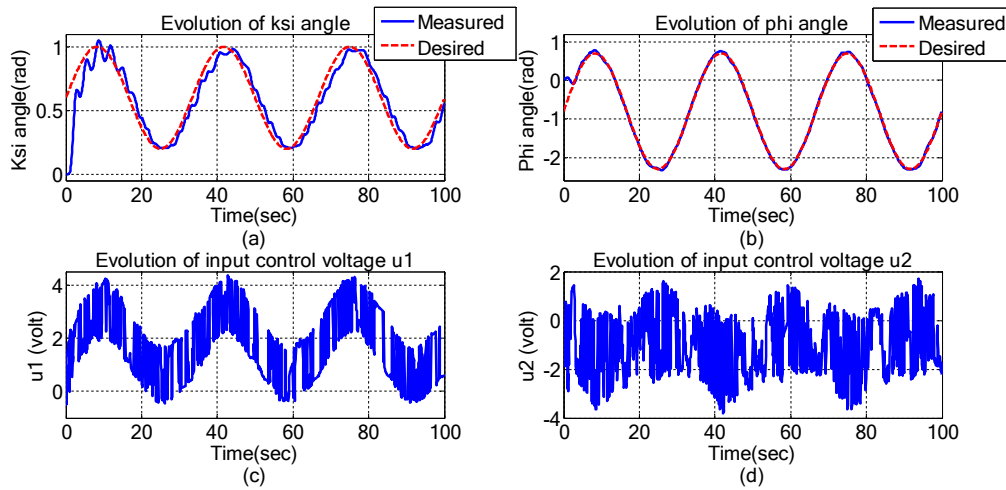 Evolution of ksi angle
Measured
Desired
Ksi angle(rad)
1
0.5
0
0 20 40 60 80 100
Time(sec)
(a)
Evolution of phi angle
Measured
Desired
Phi angle(rad)
1
0
-1
-1
-2
0 20 40 60 80 100
Time(sec)
(b)
Evolution of input control voltage u1
u1 (volt)
4
2
0
0 20 40 60 80 100
Time(sec)
(c)
Evolution of input control voltage u2
u2 (volt)
2
0
-2
-4
0 20 40 60 80 100
Time(sec)
(d)